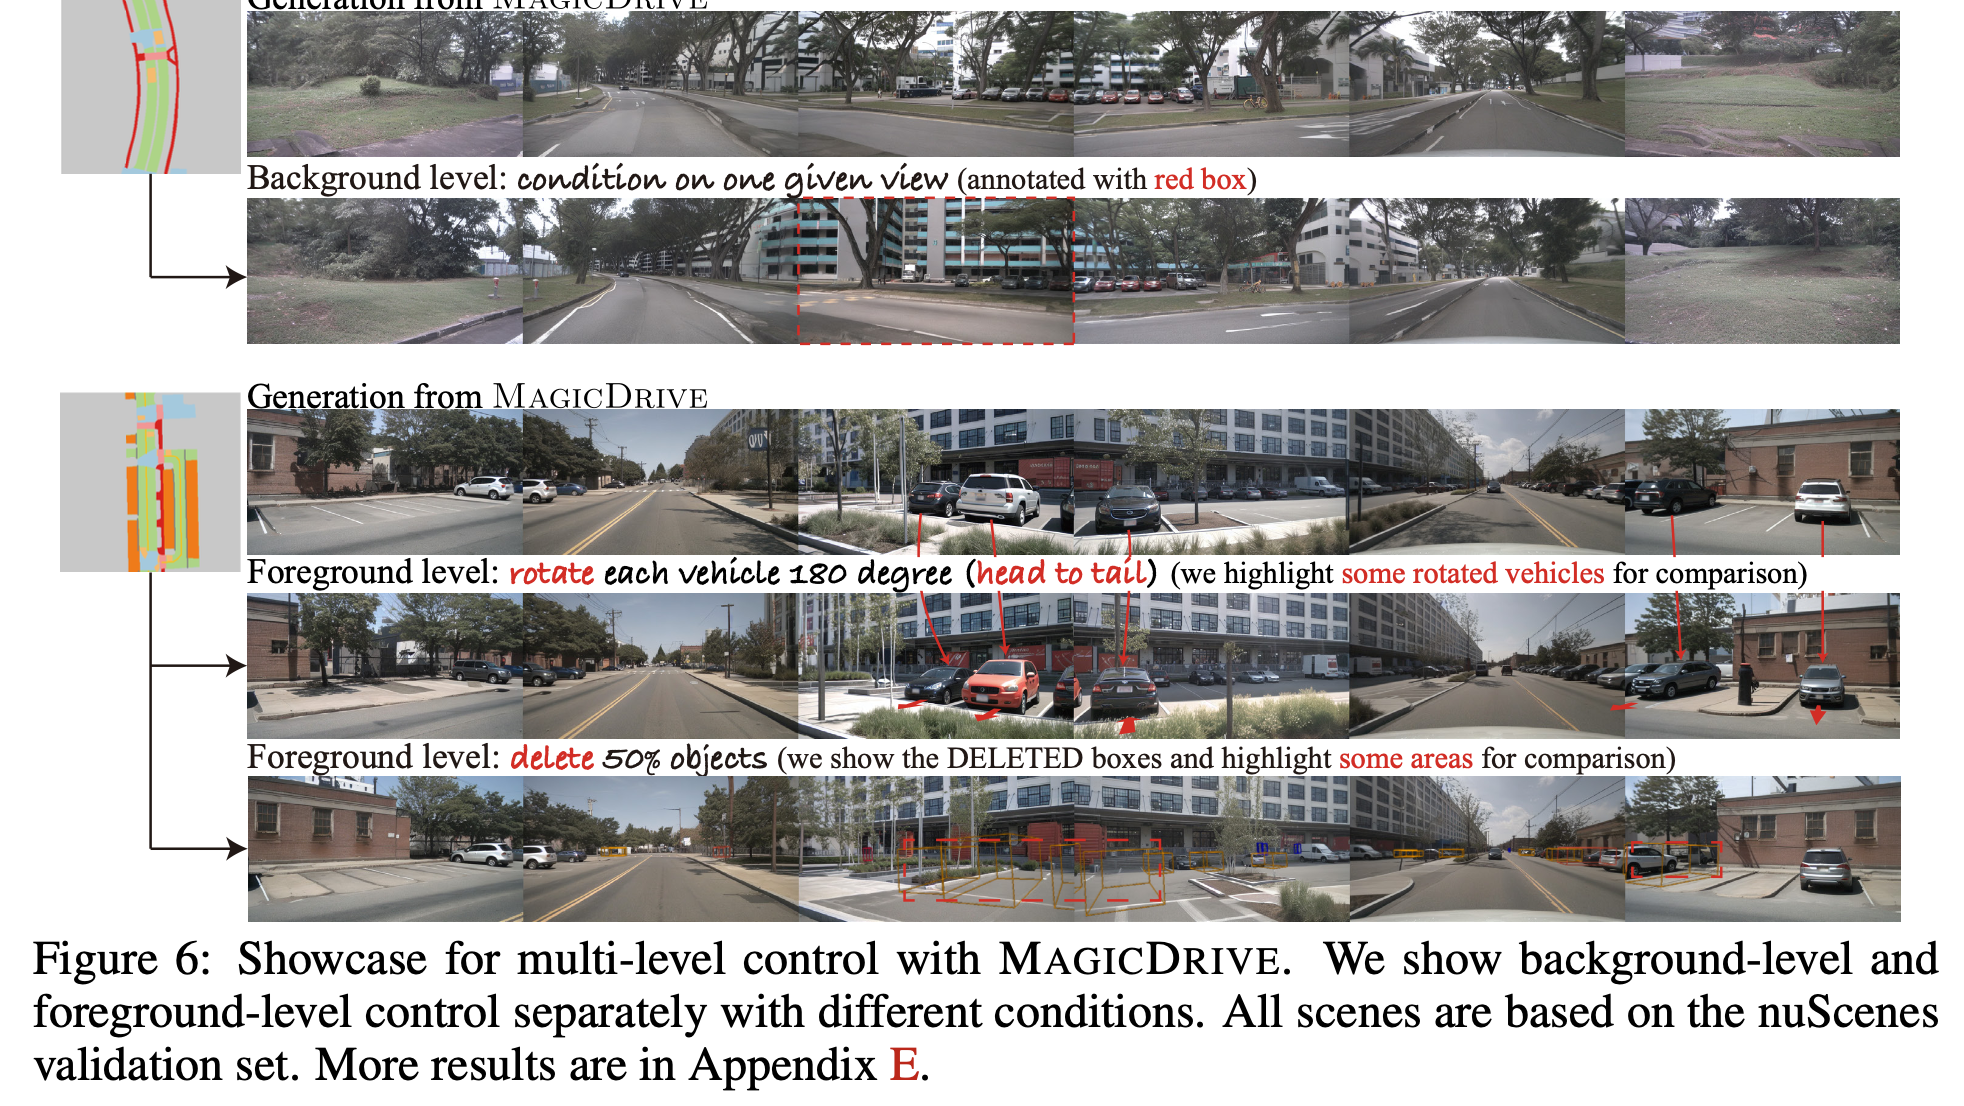 Generation from MAGICDRIVE
Background level: condition on one given view (annotated with red box)
Generation from MAGICDRIVE
Foreground level: rotate each vehicle 180 degree (head to tail) (we highlight some rotated vehicles for comparison)
Foreground level: delete 50% objects (we show the DELETED boxes and highlight some areas for comparison)
Figure 6: Showcase for multi-level control with MAGICDRIVE. We show background-level and
foreground-level control separately with different conditions. All scenes are based on the nuScenes
validation set. More results are in Appendix E.